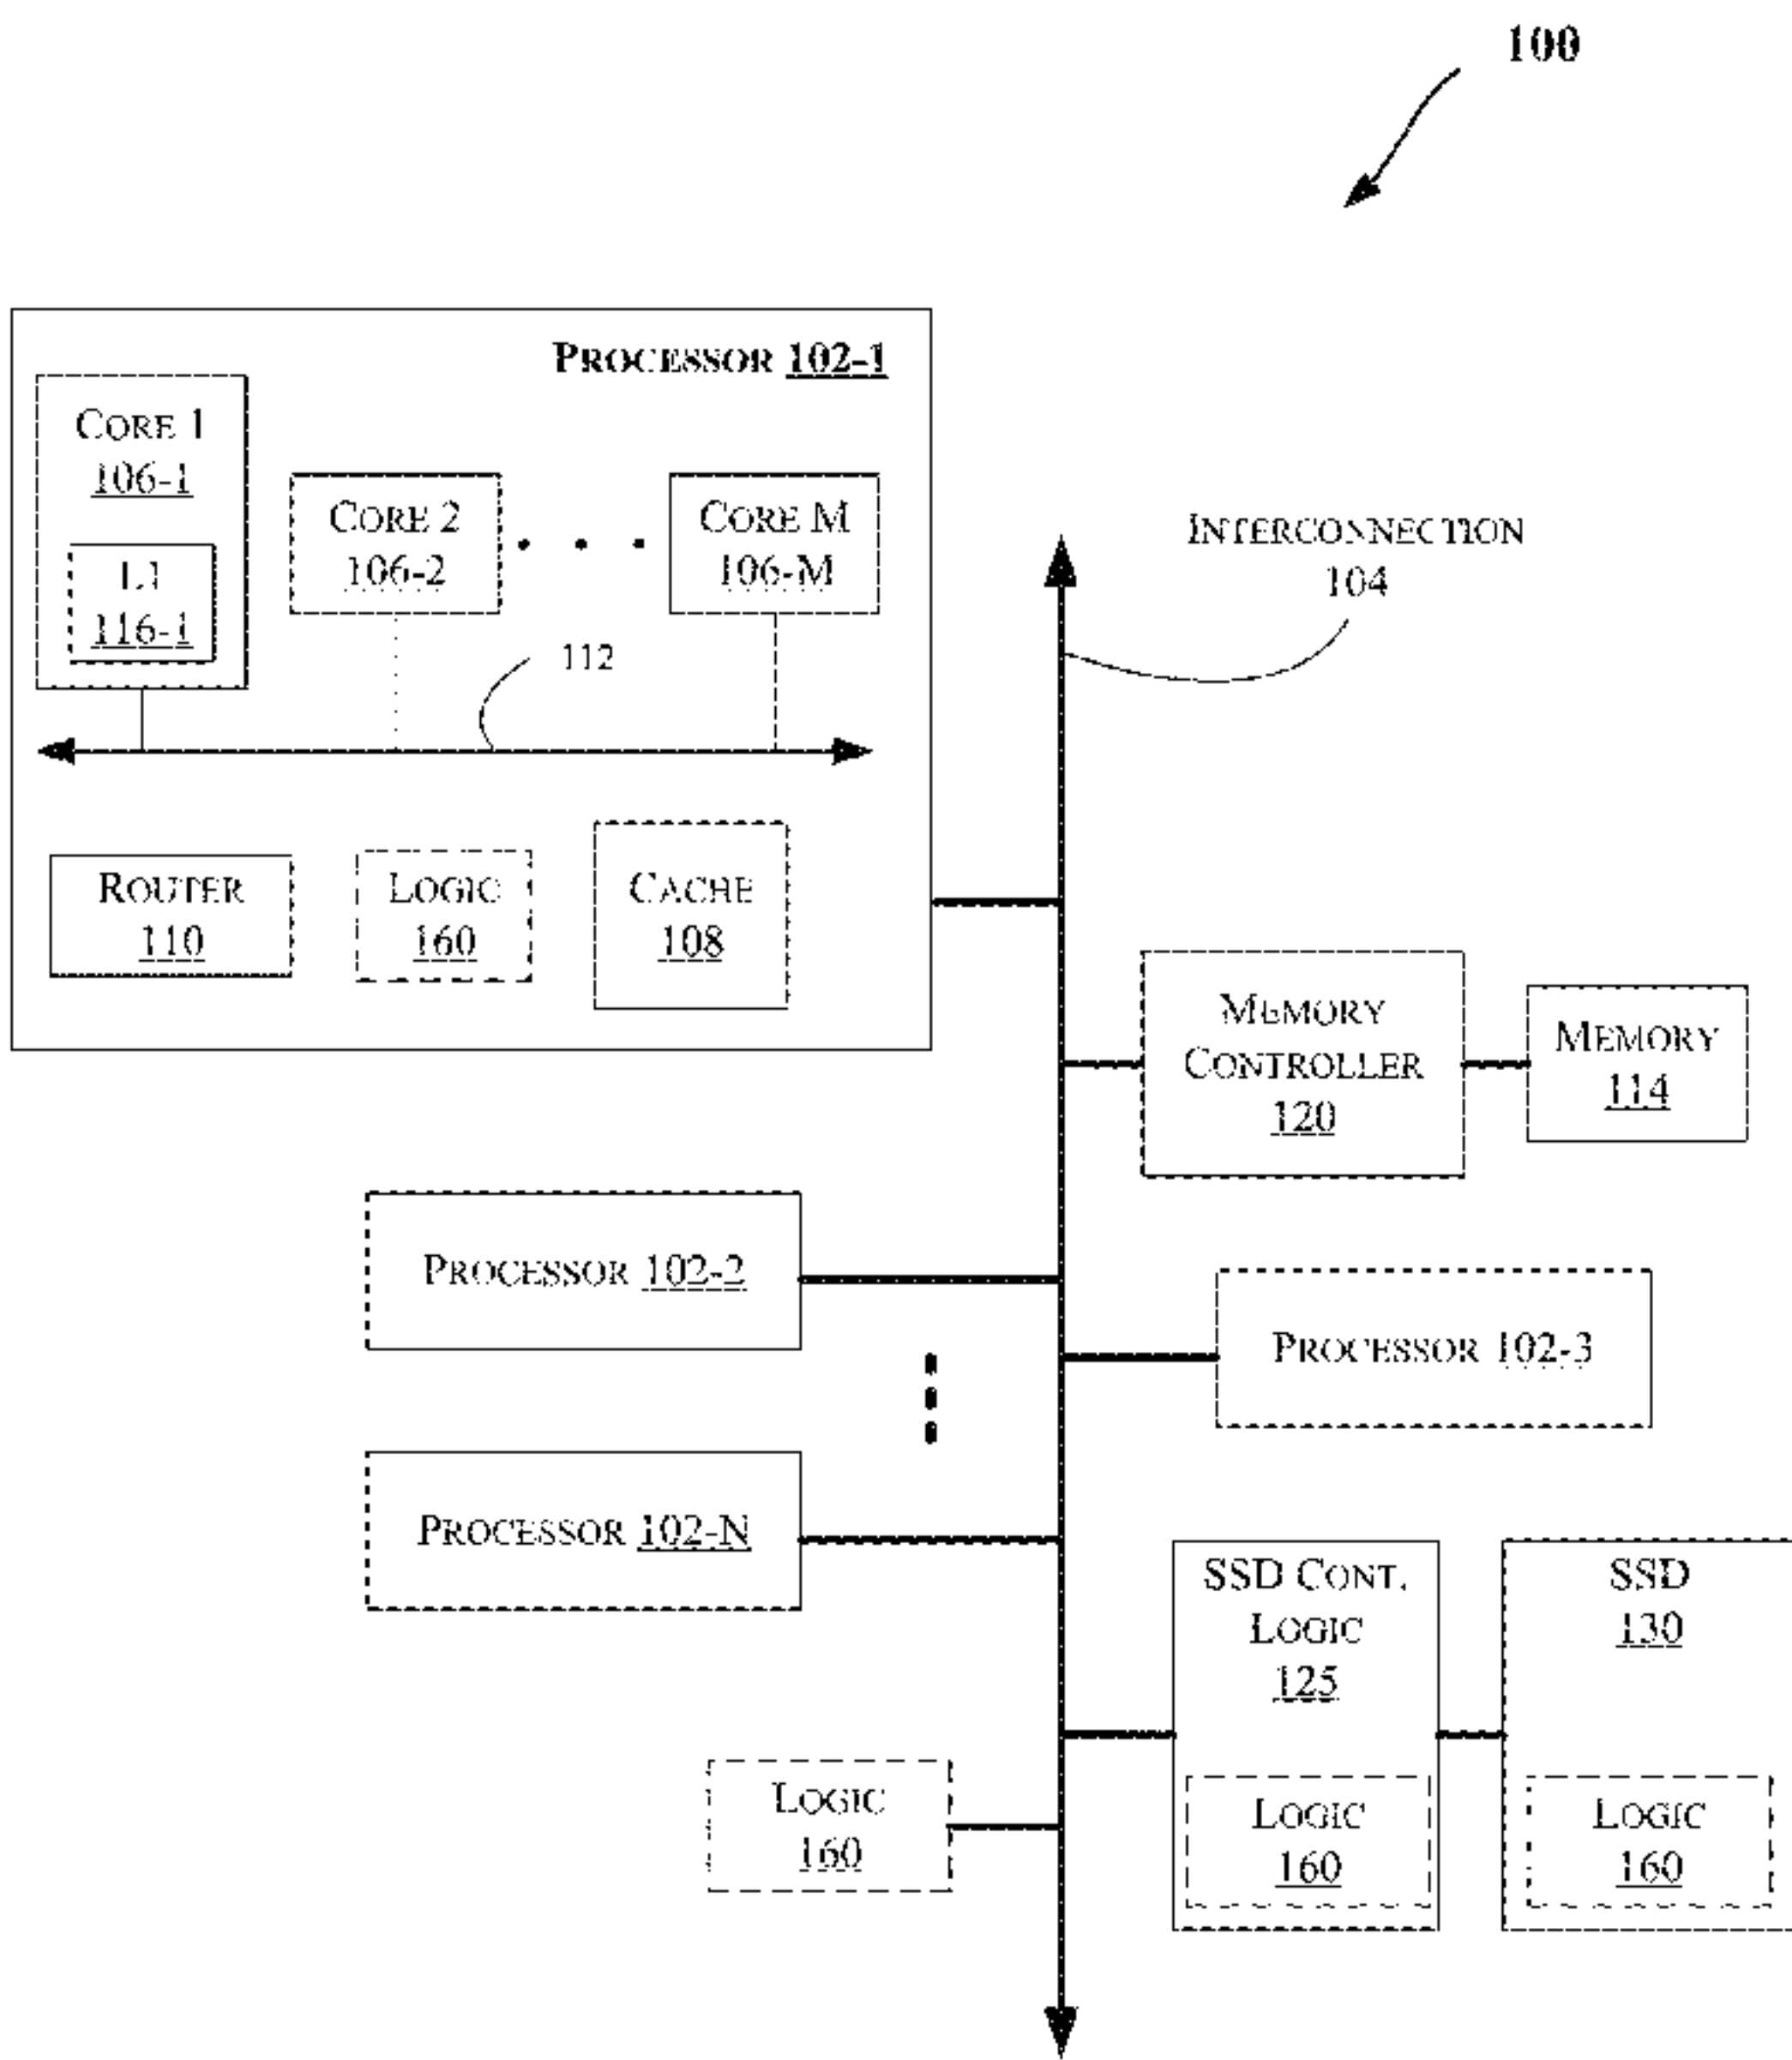 100
PROCESSOR 102-1
CORE 1
106-1
L1
116-1
CORE 2
106-2
CORE M
106-M
112
ROUTER
110
LOGIC
160
CACHE
108
INTERCONNECTION
104
MEMORY
CONTROLLER
120
MEMORY
114
PROCESSOR 102-2
PROCESSOR 102-3
PROCESSOR 102-N
SSD CONT.
LOGIC
125
LOGIC
160
SSD
130
LOGIC
160
LOGIC
160